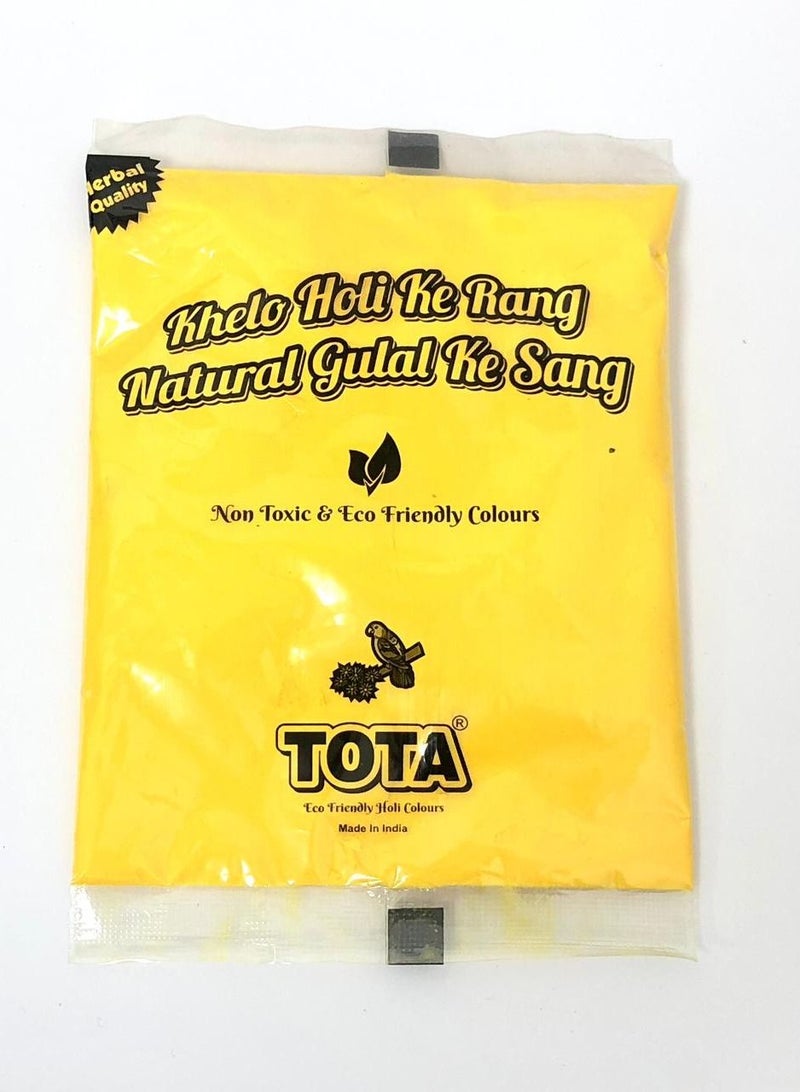 Herbal
Quality
Khelo Holi Ke Rang
Natural Gulal Ke Sang
Non Toxic & Eco Friendly Colours
TOTA®
Eco Friendly Holi Colours
Made In India